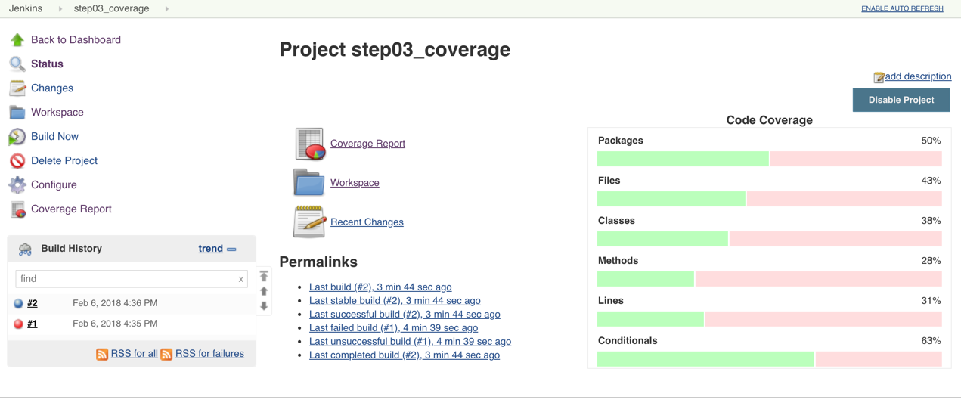 Jenkins step03_coverage
ENABLE AUTO REFRESH
Back to Dashboard
Status
Changes
Workspace
Build Now
Delete Project
Configure
Coverage Report
Build History trend
find x
#2 Feb 6, 2018 4:36 PM
#1 Feb 6, 2018 4:35 PM
RSS for all RSS for failures
Project step03_coverage
add description
Disable Project
Coverage Report
Workspace
Recent Changes
Permalinks
Last build (#2), 3 min 44 sec ago
Last stable build (#2), 3 min 44 sec ago
Last successful build (#2), 3 min 44 sec ago
Last failed build (#1), 4 min 39 sec ago
Last unsuccessful build (#1), 4 min 39 sec ago
Last completed build (#2), 3 min 44 sec ago
Code Coverage
Packages 50%
Files 43%
Classes 38%
Methods 28%
Lines 31%
Conditionals 63%